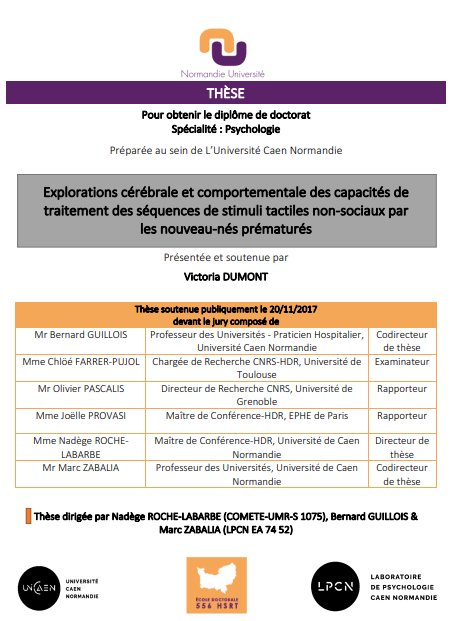 Normandie Université
THÈSE
Pour obtenir le diplôme de doctorat
Spécialité : Psychologie
Préparée au sein de L'Université Caen Normandie
Explorations cérébrale et comportementale des capacités de
traitement des séquences de stimuli tactiles non-sociaux par
les nouveau-nés prématurés
Présentée et soutenue par
Victoria DUMONT
Thèse soutenue publiquement le 20/11/2017
devant le jury composé de
Mr Bernard GUILLOIS
Professeur des Universités - Praticien Hospitalier,
Université Caen Normandie
Codirecteur
de thèse
Mme Chlöé FARRER-PUJOL
Chargée de Recherche CNRS-HDR, Université de
Toulouse
Examinateur
Mr Olivier PASCALIS
Directeur de Recherche CNRS, Université de
Grenoble
Rapporteur
Mme Joëlle PROVASI
Maître de Conférence-HDR, EPHE de Paris
Rapporteur
Mme Nadège ROCHE-
LABARBE
Maître de Conférence-HDR, Université de Caen
Normandie
Directeur de
thèse
Mr Marc ZABALIA
Professeur des Universités, Université de Caen
Normandie
Codirecteur
de thèse
Thèse dirigée par Nadège ROCHE-LABARBE (COMETE-UMR-S 1075), Bernard GUILLOIS &
Marc ZABALIA (LPCN EA 74 52)
UNICAEN
UNIVERSITÉ
CAEN
NORMANDIE
ECOLE DOCTORALE
556 HSRT
LPCN
LABORATOIRE
DE PSYCHOLOGIE
CAEN NORMANDIE